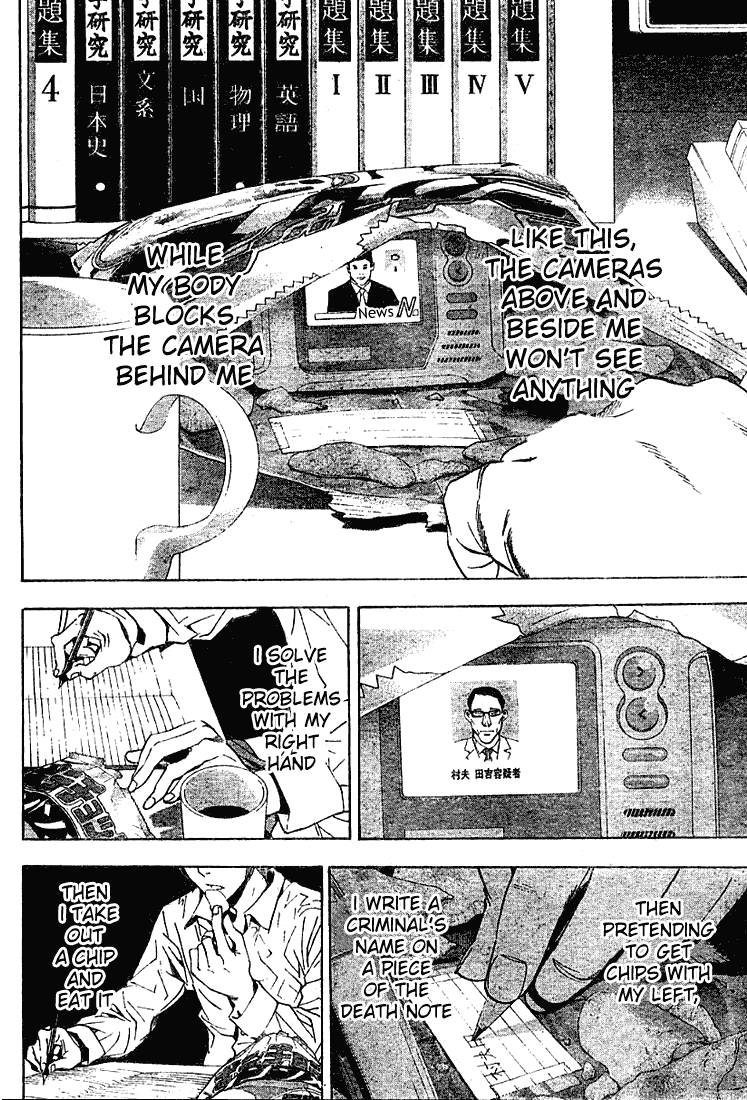 題集 4
研究 日本史
研究 文系
研究 国
研究 物理
研究 英語
題集 I
題集 II
題集 III
題集 IV
題集 V
LIKE THIS,
THE CAMERAS
ABOVE AND
BESIDE ME
WON'T SEE
ANYTHING
News N.
WHILE
MY BODY
BLOCKS
THE CAMERA
BEHIND ME
村夫 田吉容疑者
I SOLVE
THE
PROBLEMS
WITH MY
RIGHT
HAND
THEN
PRETENDING
TO GET
CHIPS WITH
MY LEFT,
I WRITE A
CRIMINAL'S
NAME ON
A PIECE
OF THE
DEATH NOTE
THEN
I TAKE
OUT
A CHIP
AND
EAT IT